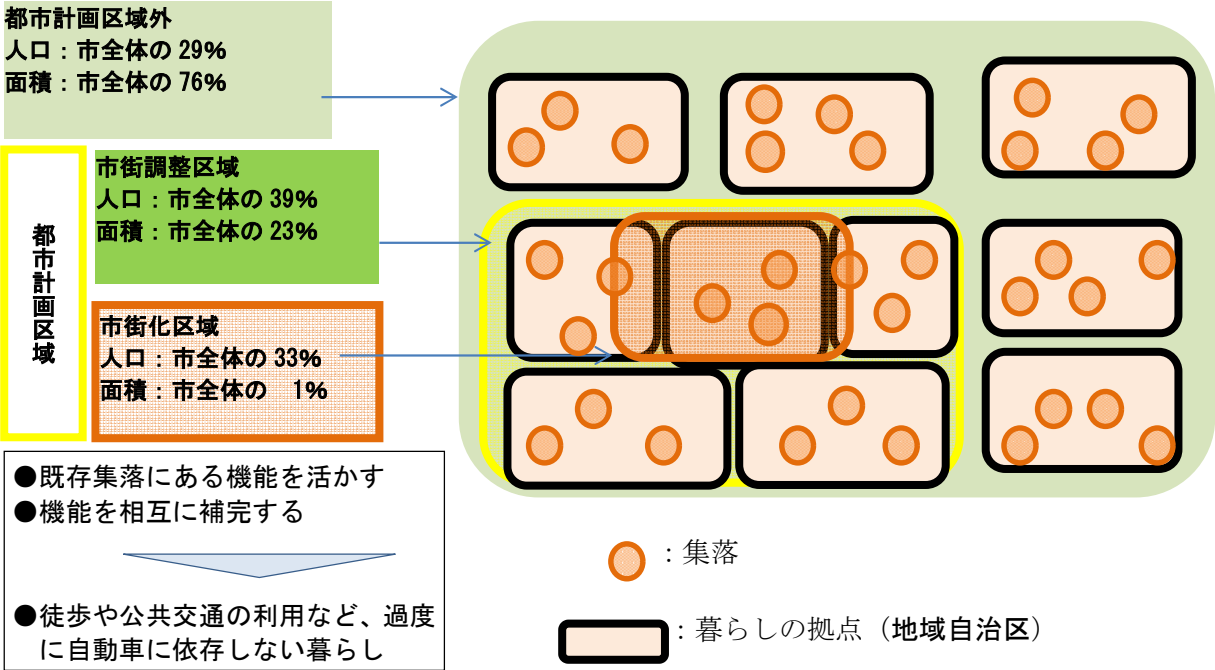 都市計画区域外
人口：市全体の 29%
面積：市全体の 76%
都市計画区域
市街調整区域
人口：市全体の 39%
面積：市全体の 23%
市街化区域
人口：市全体の 33%
面積：市全体の　1%
●既存集落にある機能を活かす
●機能を相互に補完する
●徒歩や公共交通の利用など、過度
に自動車に依存しない暮らし
：集落
：暮らしの拠点（地域自治区）